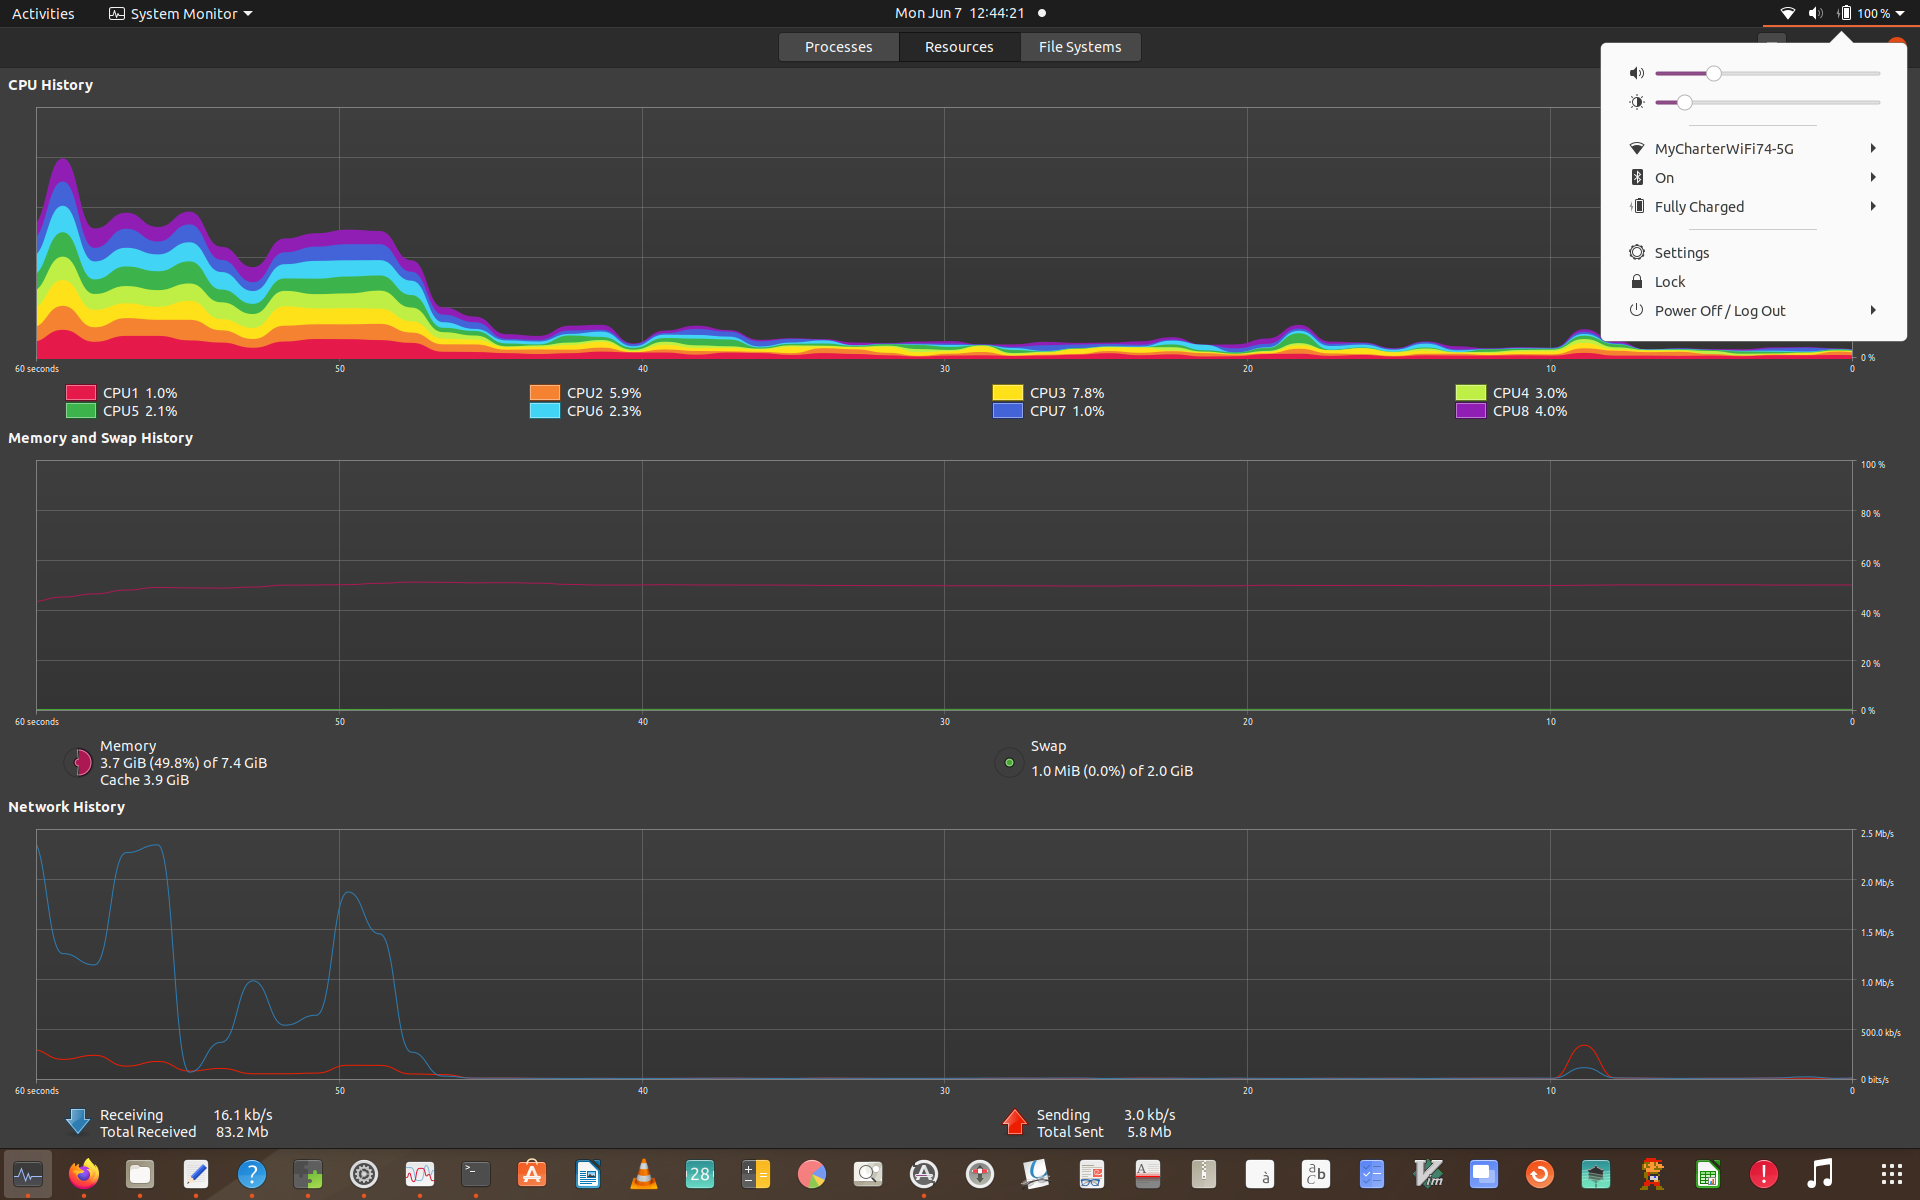 Activities
System Monitor
Mon Jun 7 12:44:21
100 %
Processes
Resources
File Systems
MyCharterWiFi74-5G
On
Fully Charged
Settings
Lock
Power Off / Log Out
CPU History
0 %
60 seconds 50 40 30 20 10 0
CPU1 1.0% CPU2 5.9% CPU3 7.8% CPU4 3.0%
CPU5 2.1% CPU6 2.3% CPU7 1.0% CPU8 4.0%
Memory and Swap History
100 %
80 %
60 %
40 %
20 %
0 %
60 seconds 50 40 30 20 10 0
Memory
3.7 GiB (49.8%) of 7.4 GiB
Cache 3.9 GiB
Swap
1.0 MiB (0.0%) of 2.0 GiB
Network History
2.5 Mb/s
2.0 Mb/s
1.5 Mb/s
1.0 Mb/s
500.0 kb/s
0 bits/s
60 seconds 50 40 30 20 10 0
Receiving 16.1 kb/s
Total Received 83.2 Mb
Sending 3.0 kb/s
Total Sent 5.8 Mb
28